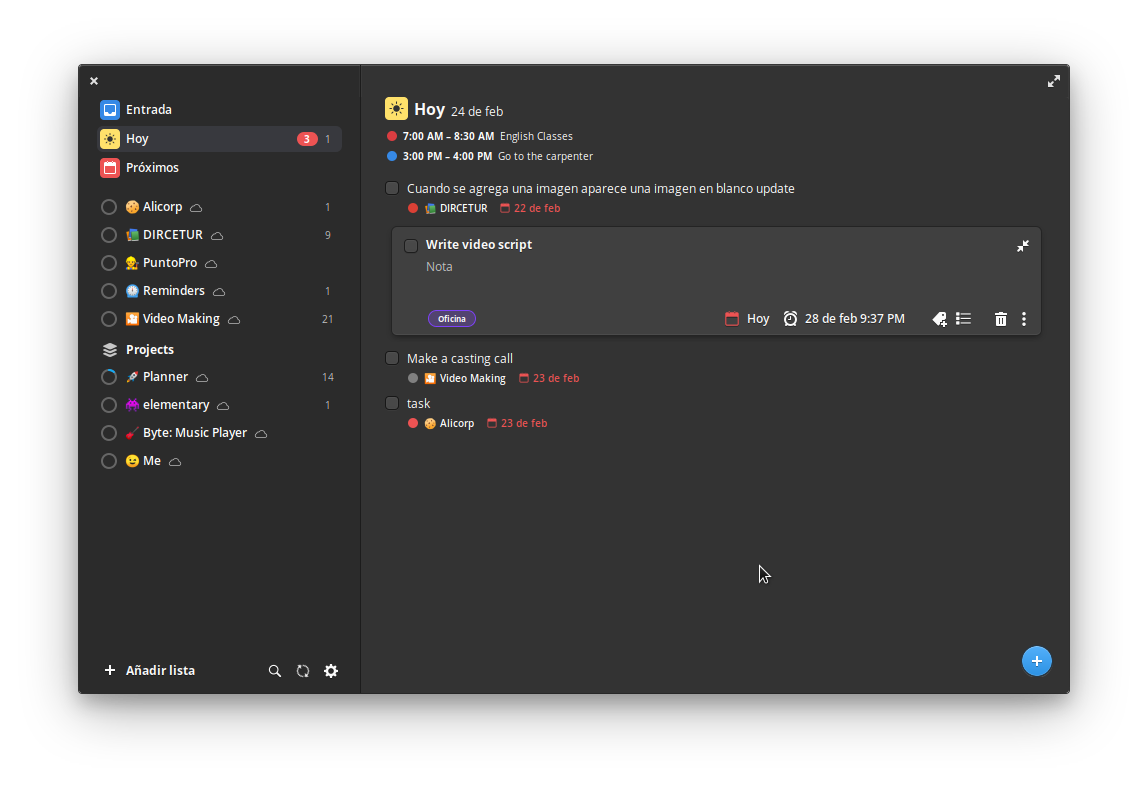 Entrada
Hoy 3 1
Próximos
Alicorp 1
DIRCETUR 9
PuntoPro
Reminders 1
Video Making 21
Projects
Planner 14
elementary 1
Byte: Music Player
Me
Añadir lista
Hoy 24 de feb
7:00 AM – 8:30 AM English Classes
3:00 PM – 4:00 PM Go to the carpenter
Cuando se agrega una imagen aparece una imagen en blanco update
DIRCETUR 22 de feb
Write video script
Nota
Oficina Hoy 28 de feb 9:37 PM
Make a casting call
Video Making 23 de feb
task
Alicorp 23 de feb